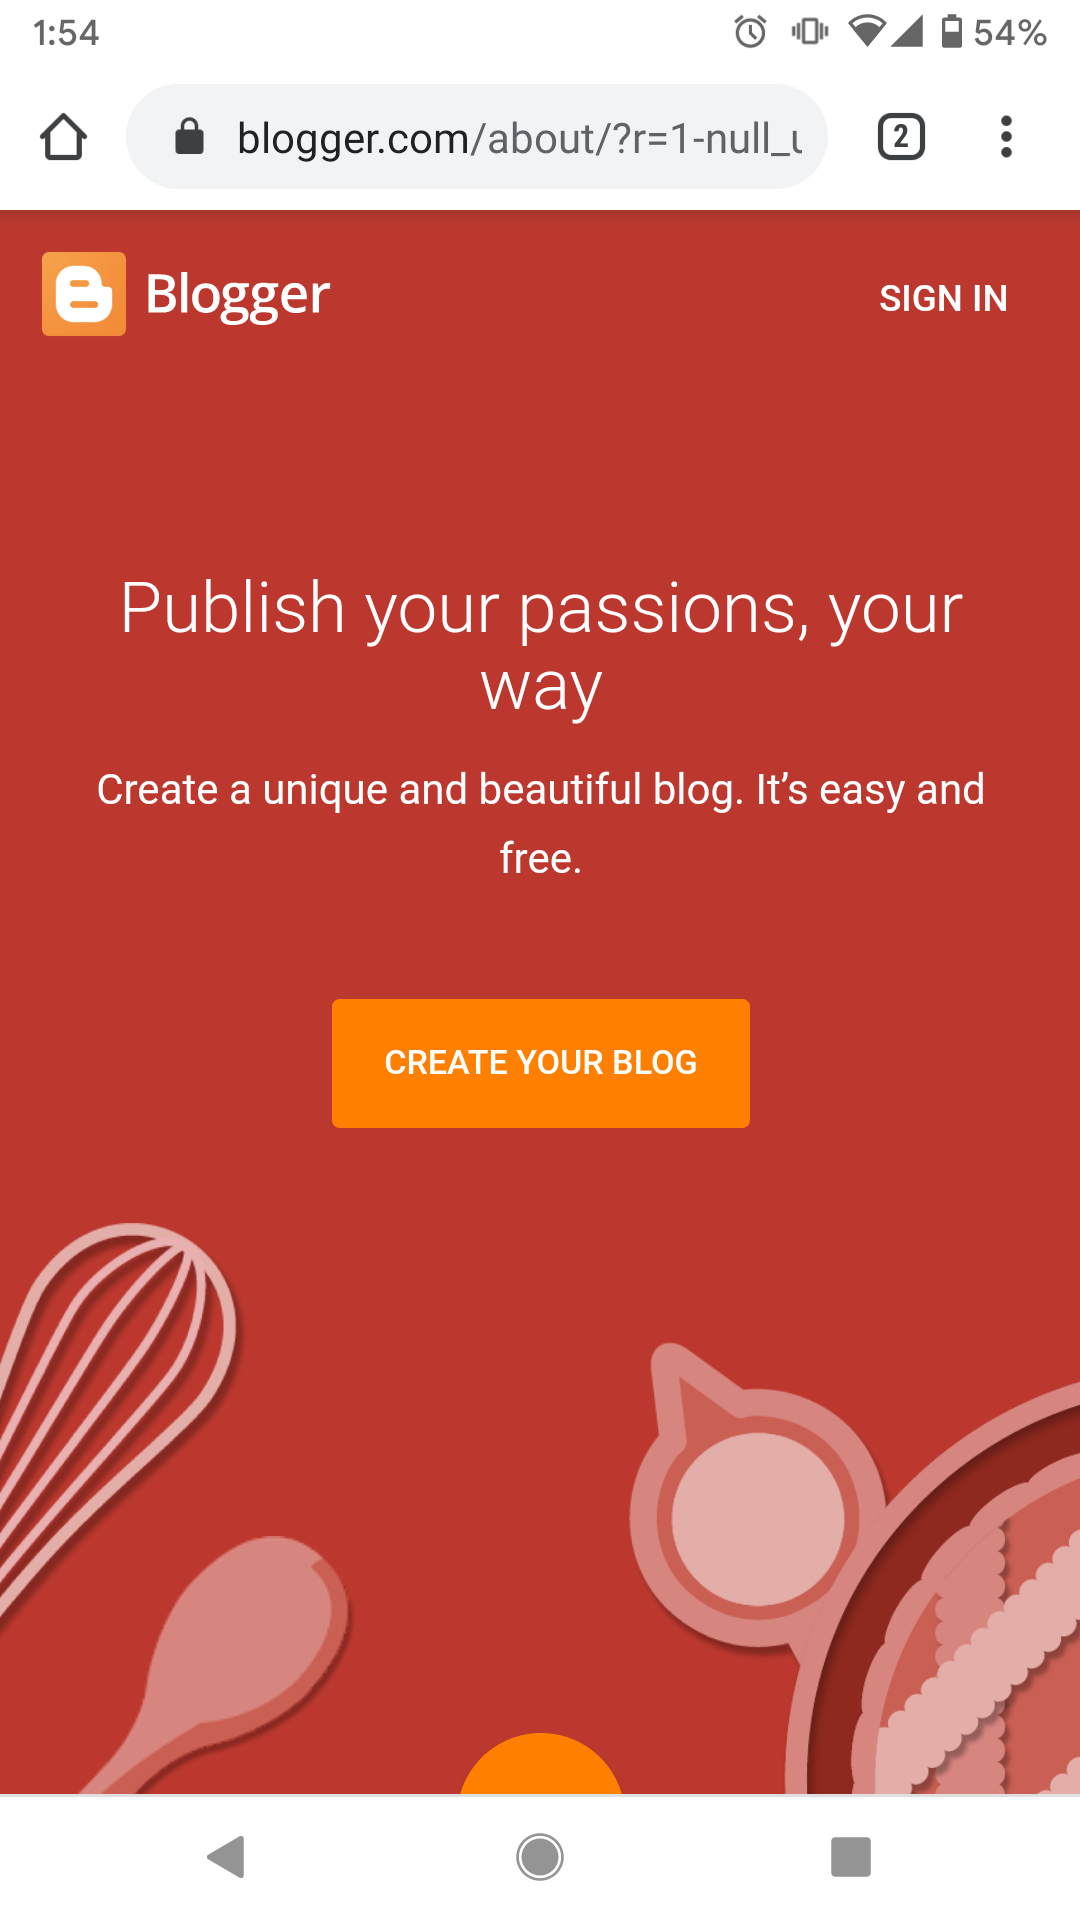 1:54
54%
blogger.com/about/?r=1-null_u
2
Blogger
SIGN IN
Publish your passions, your
way
Create a unique and beautiful blog. It’s easy and
free.
CREATE YOUR BLOG